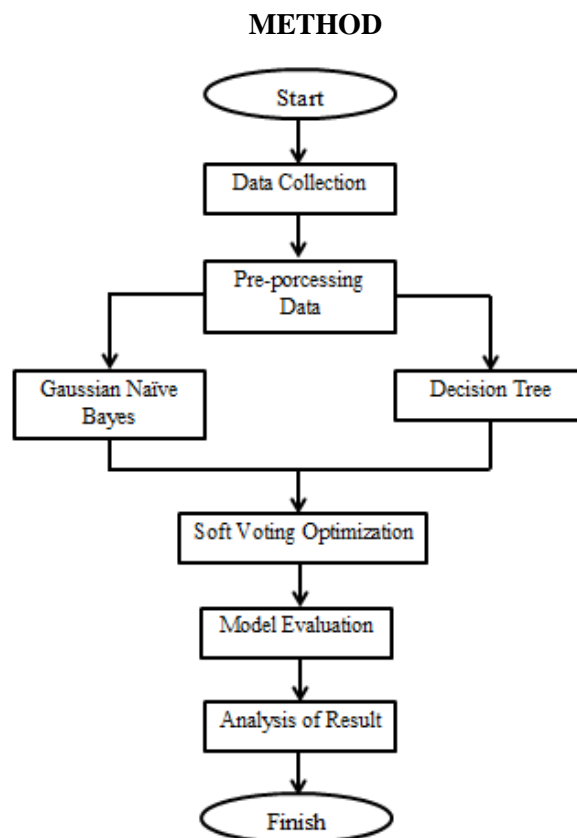 METHOD
Start
Data Collection
Pre-porcessing
Data
Gaussian Naïve
Bayes
Decision Tree
Soft Voting Optimization
Model Evaluation
Analysis of Result
Finish